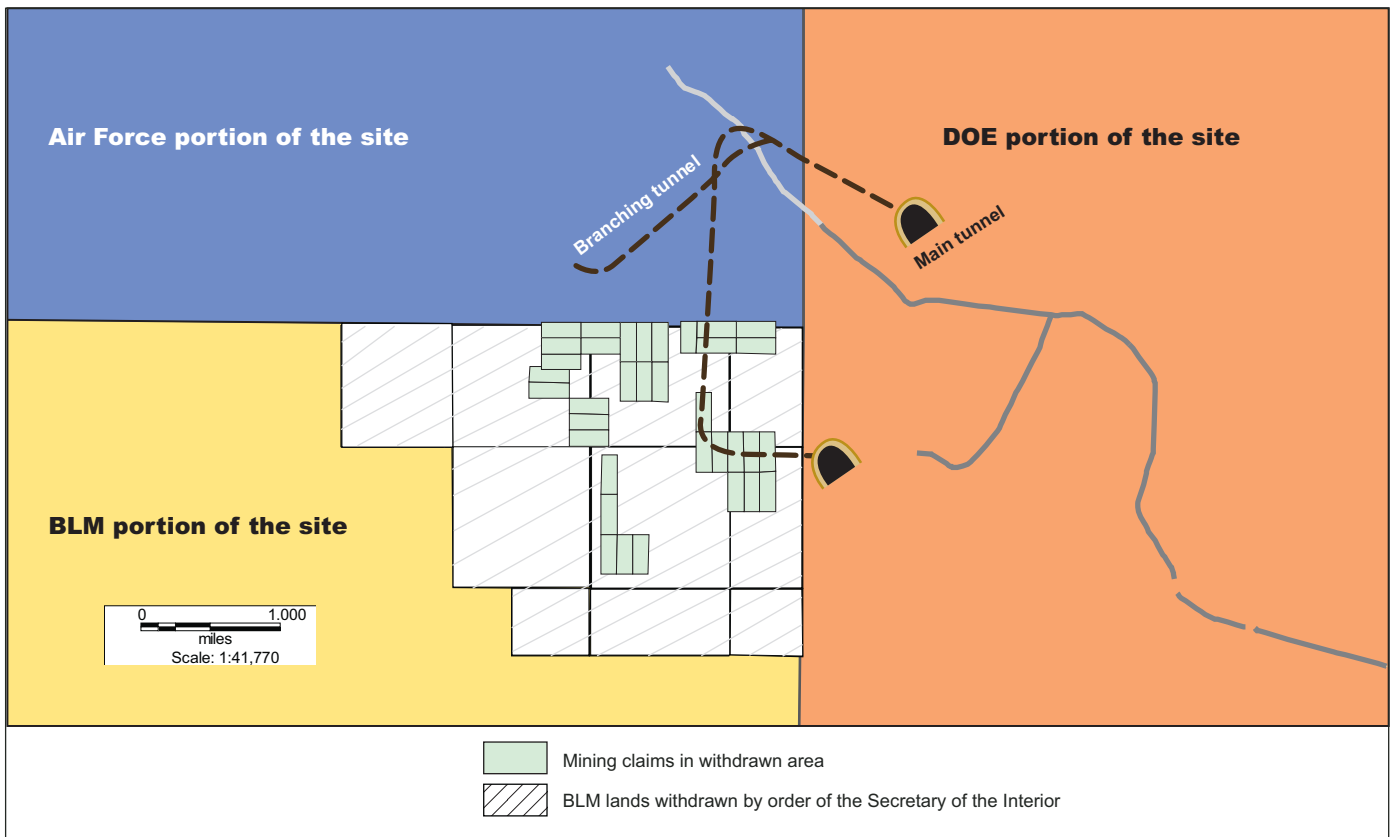 Air Force portion of the site
DOE portion of the site
Branching tunnel
Main tunnel
BLM portion of the site
0 1.000
miles
Scale: 1:41,770
Mining claims in withdrawn area
BLM lands withdrawn by order of the Secretary of the Interior